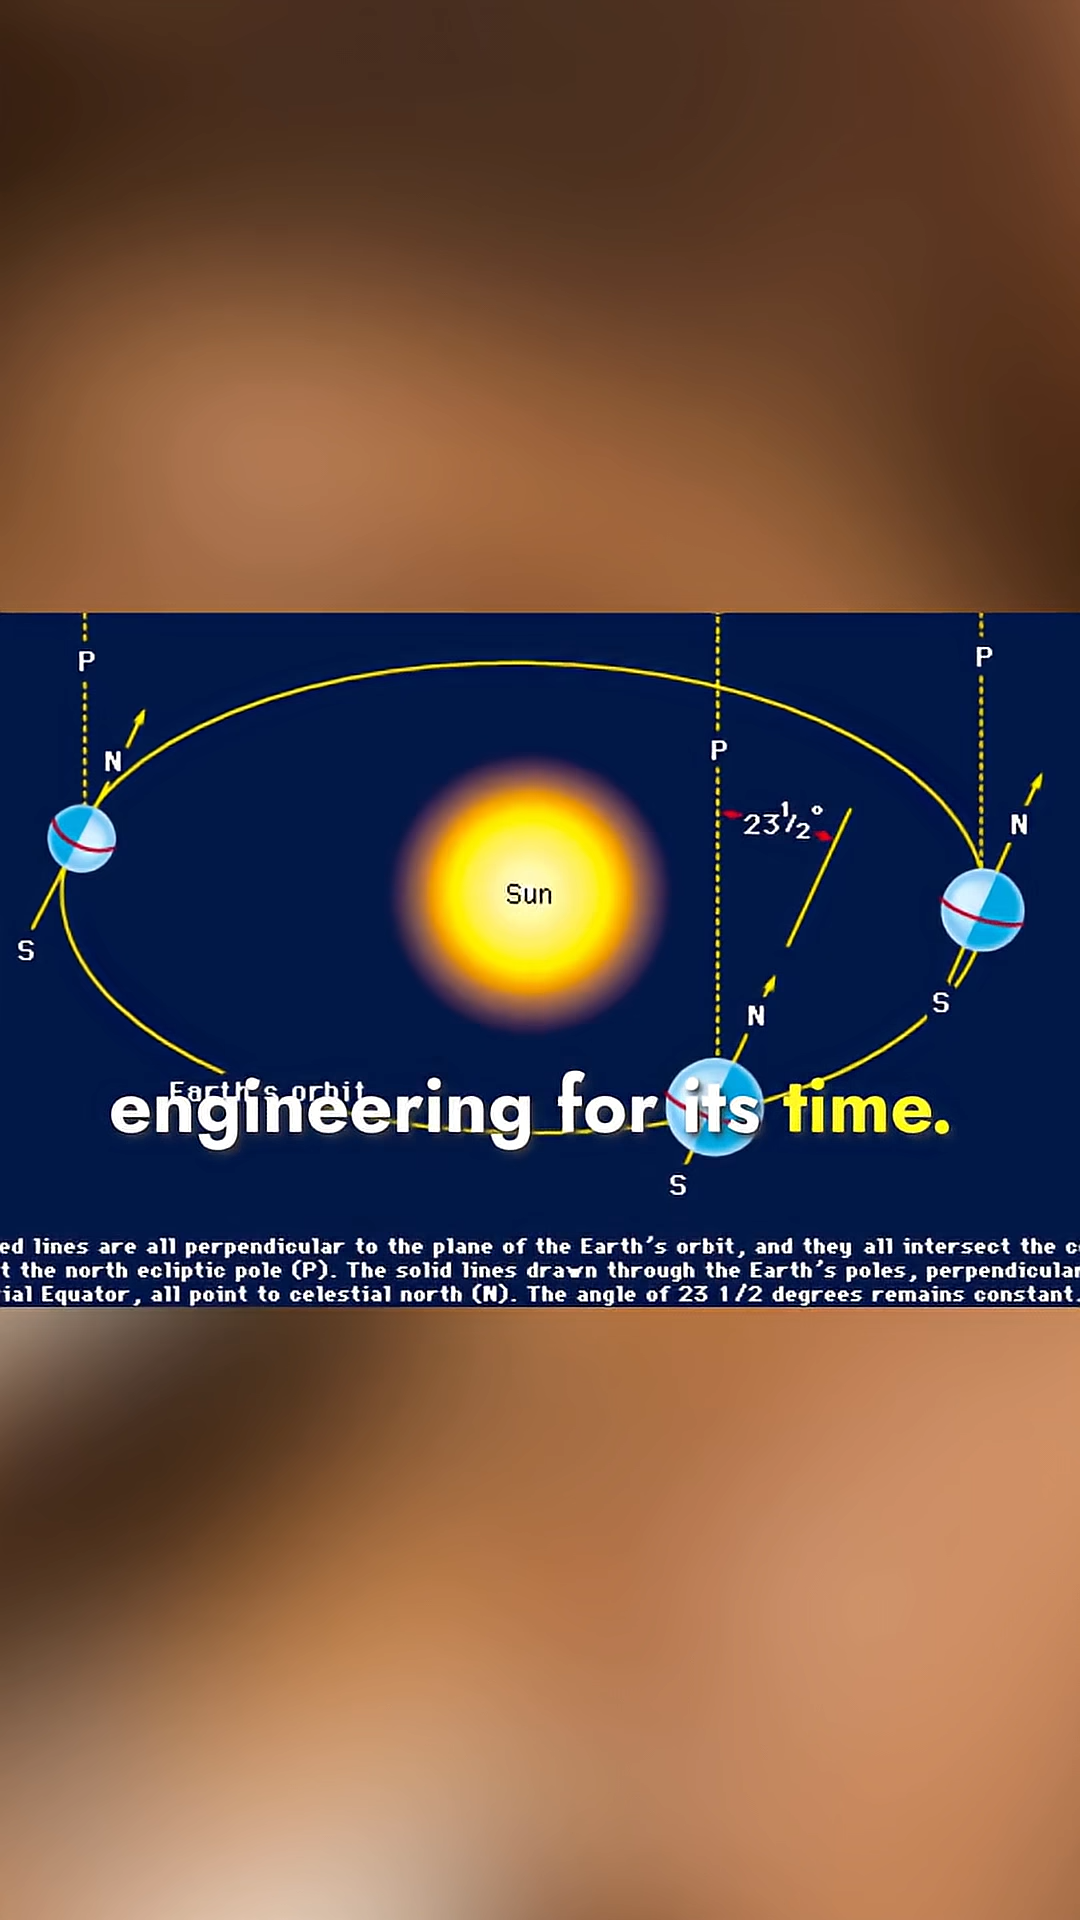 P
P
P
N
23½°
N
Sun
S
S
N
Earth's orbit
engineering for its time.
S
lines are all perpendicular to the plane of the Earth's orbit, and they all intersect the
the north ecliptic pole (P). The solid lines drawn through the Earth's poles, perpendicular
Equator, all point to celestial north (N). The angle of 23 1/2 degrees remains constant.